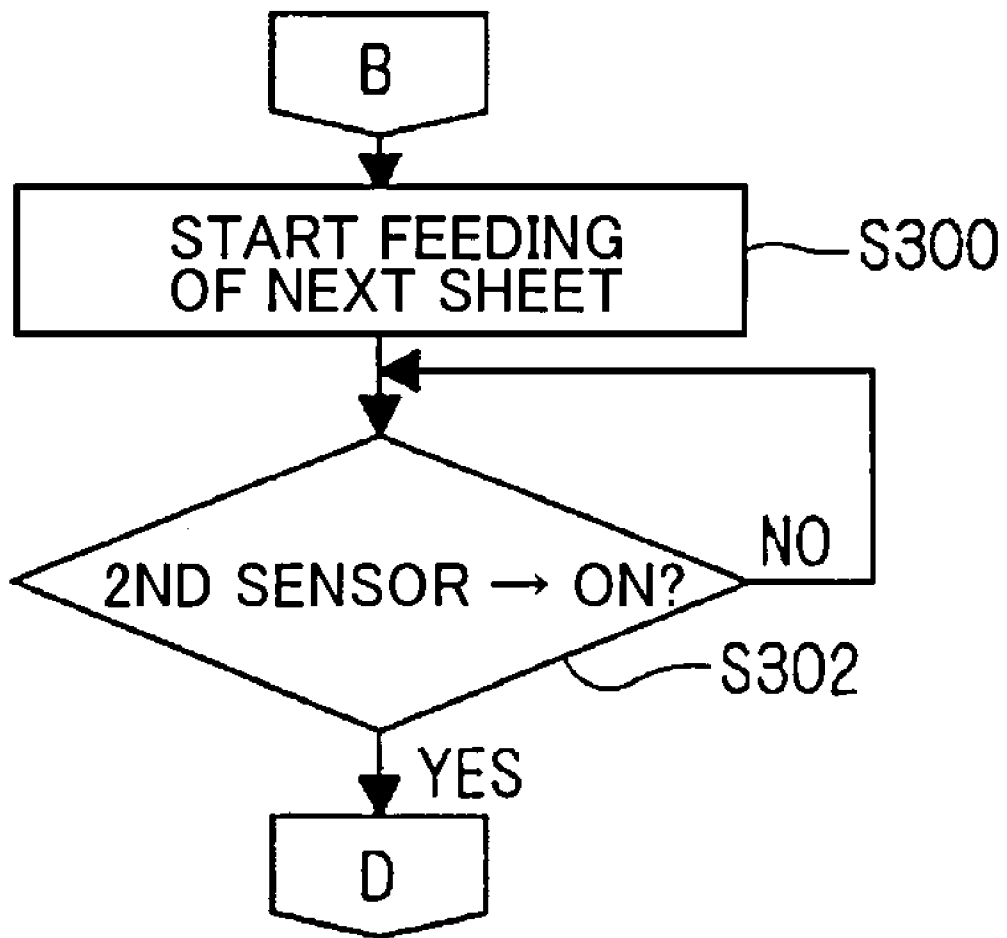 B
START FEEDING
OF NEXT SHEET
S300
NO
2ND SENSOR → ON?
S302
YES
D